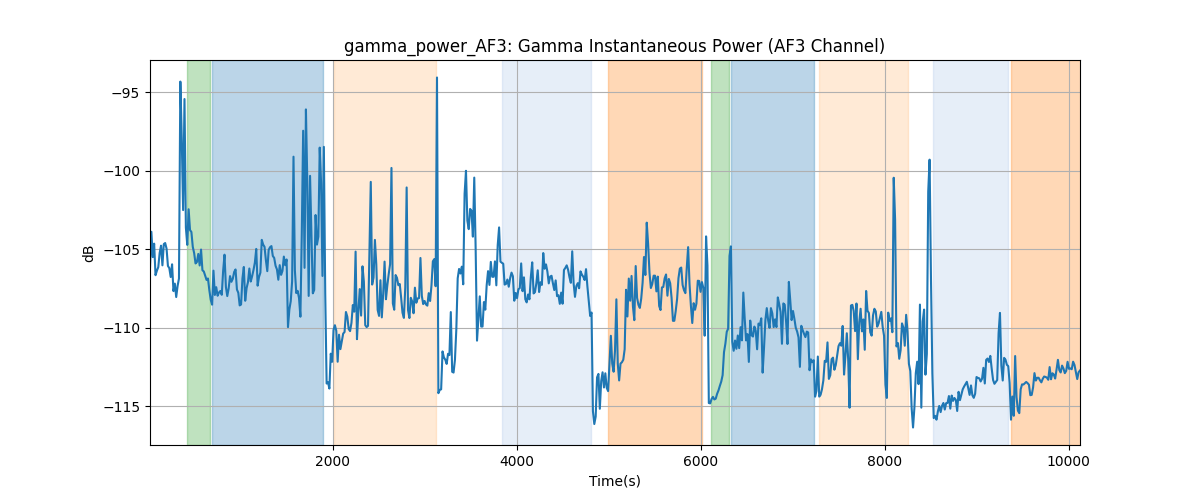 gamma_power_AF3: Gamma Instantaneous Power (AF3 Channel)
−95
−100
−105
−110
−115
dB
2000 4000 6000 8000 10000
Time(s)